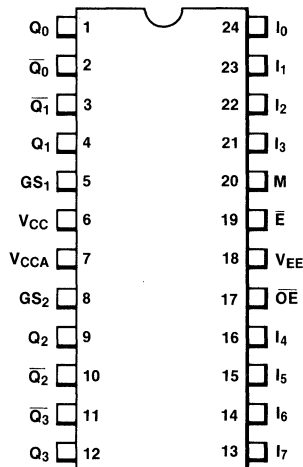 Q0 1 24 I0
Q̅0 2 23 I1
Q̅1 3 22 I2
Q1 4 21 I3
GS1 5 20 M
VCC 6 19 E̅
VCCA 7 18 VEE
GS2 8 17 O̅E̅
Q2 9 16 I4
Q̅2 10 15 I5
Q̅3 11 14 I6
Q3 12 13 I7